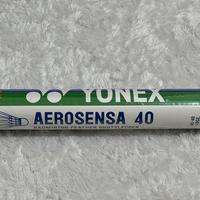 YONEX
AEROSENSA 40
BADMINTON FEATHER SHUTTLECOCK